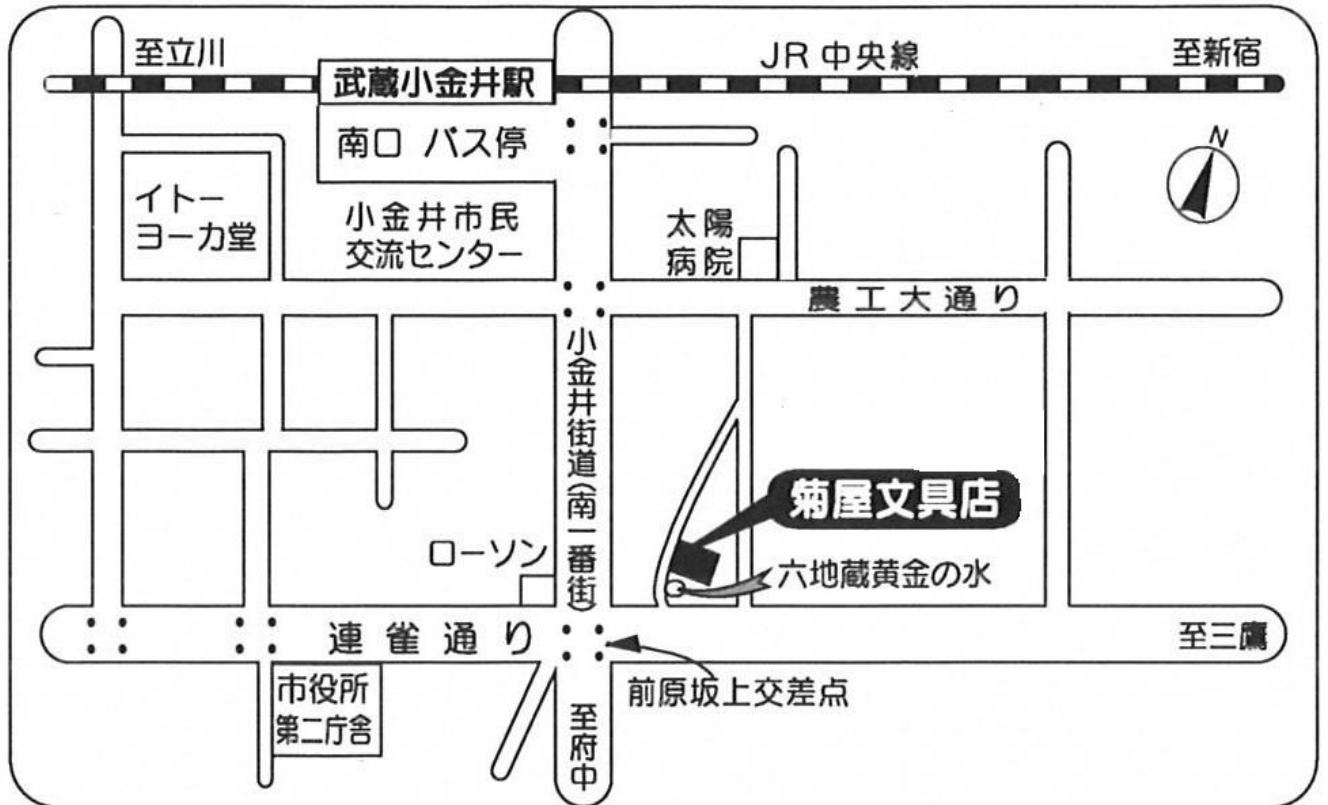 至立川
JR中央線
至新宿
武蔵小金井駅
南口 バス停
N
イトー
ヨーカ堂
小金井市民
交流センター
太陽
病院
農工大通り
小金井街道(南一番街)
菊屋文具店
ローソン
六地蔵黄金の水
連雀通り
至三鷹
市役所
第二庁舎
前原坂上交差点
至府中